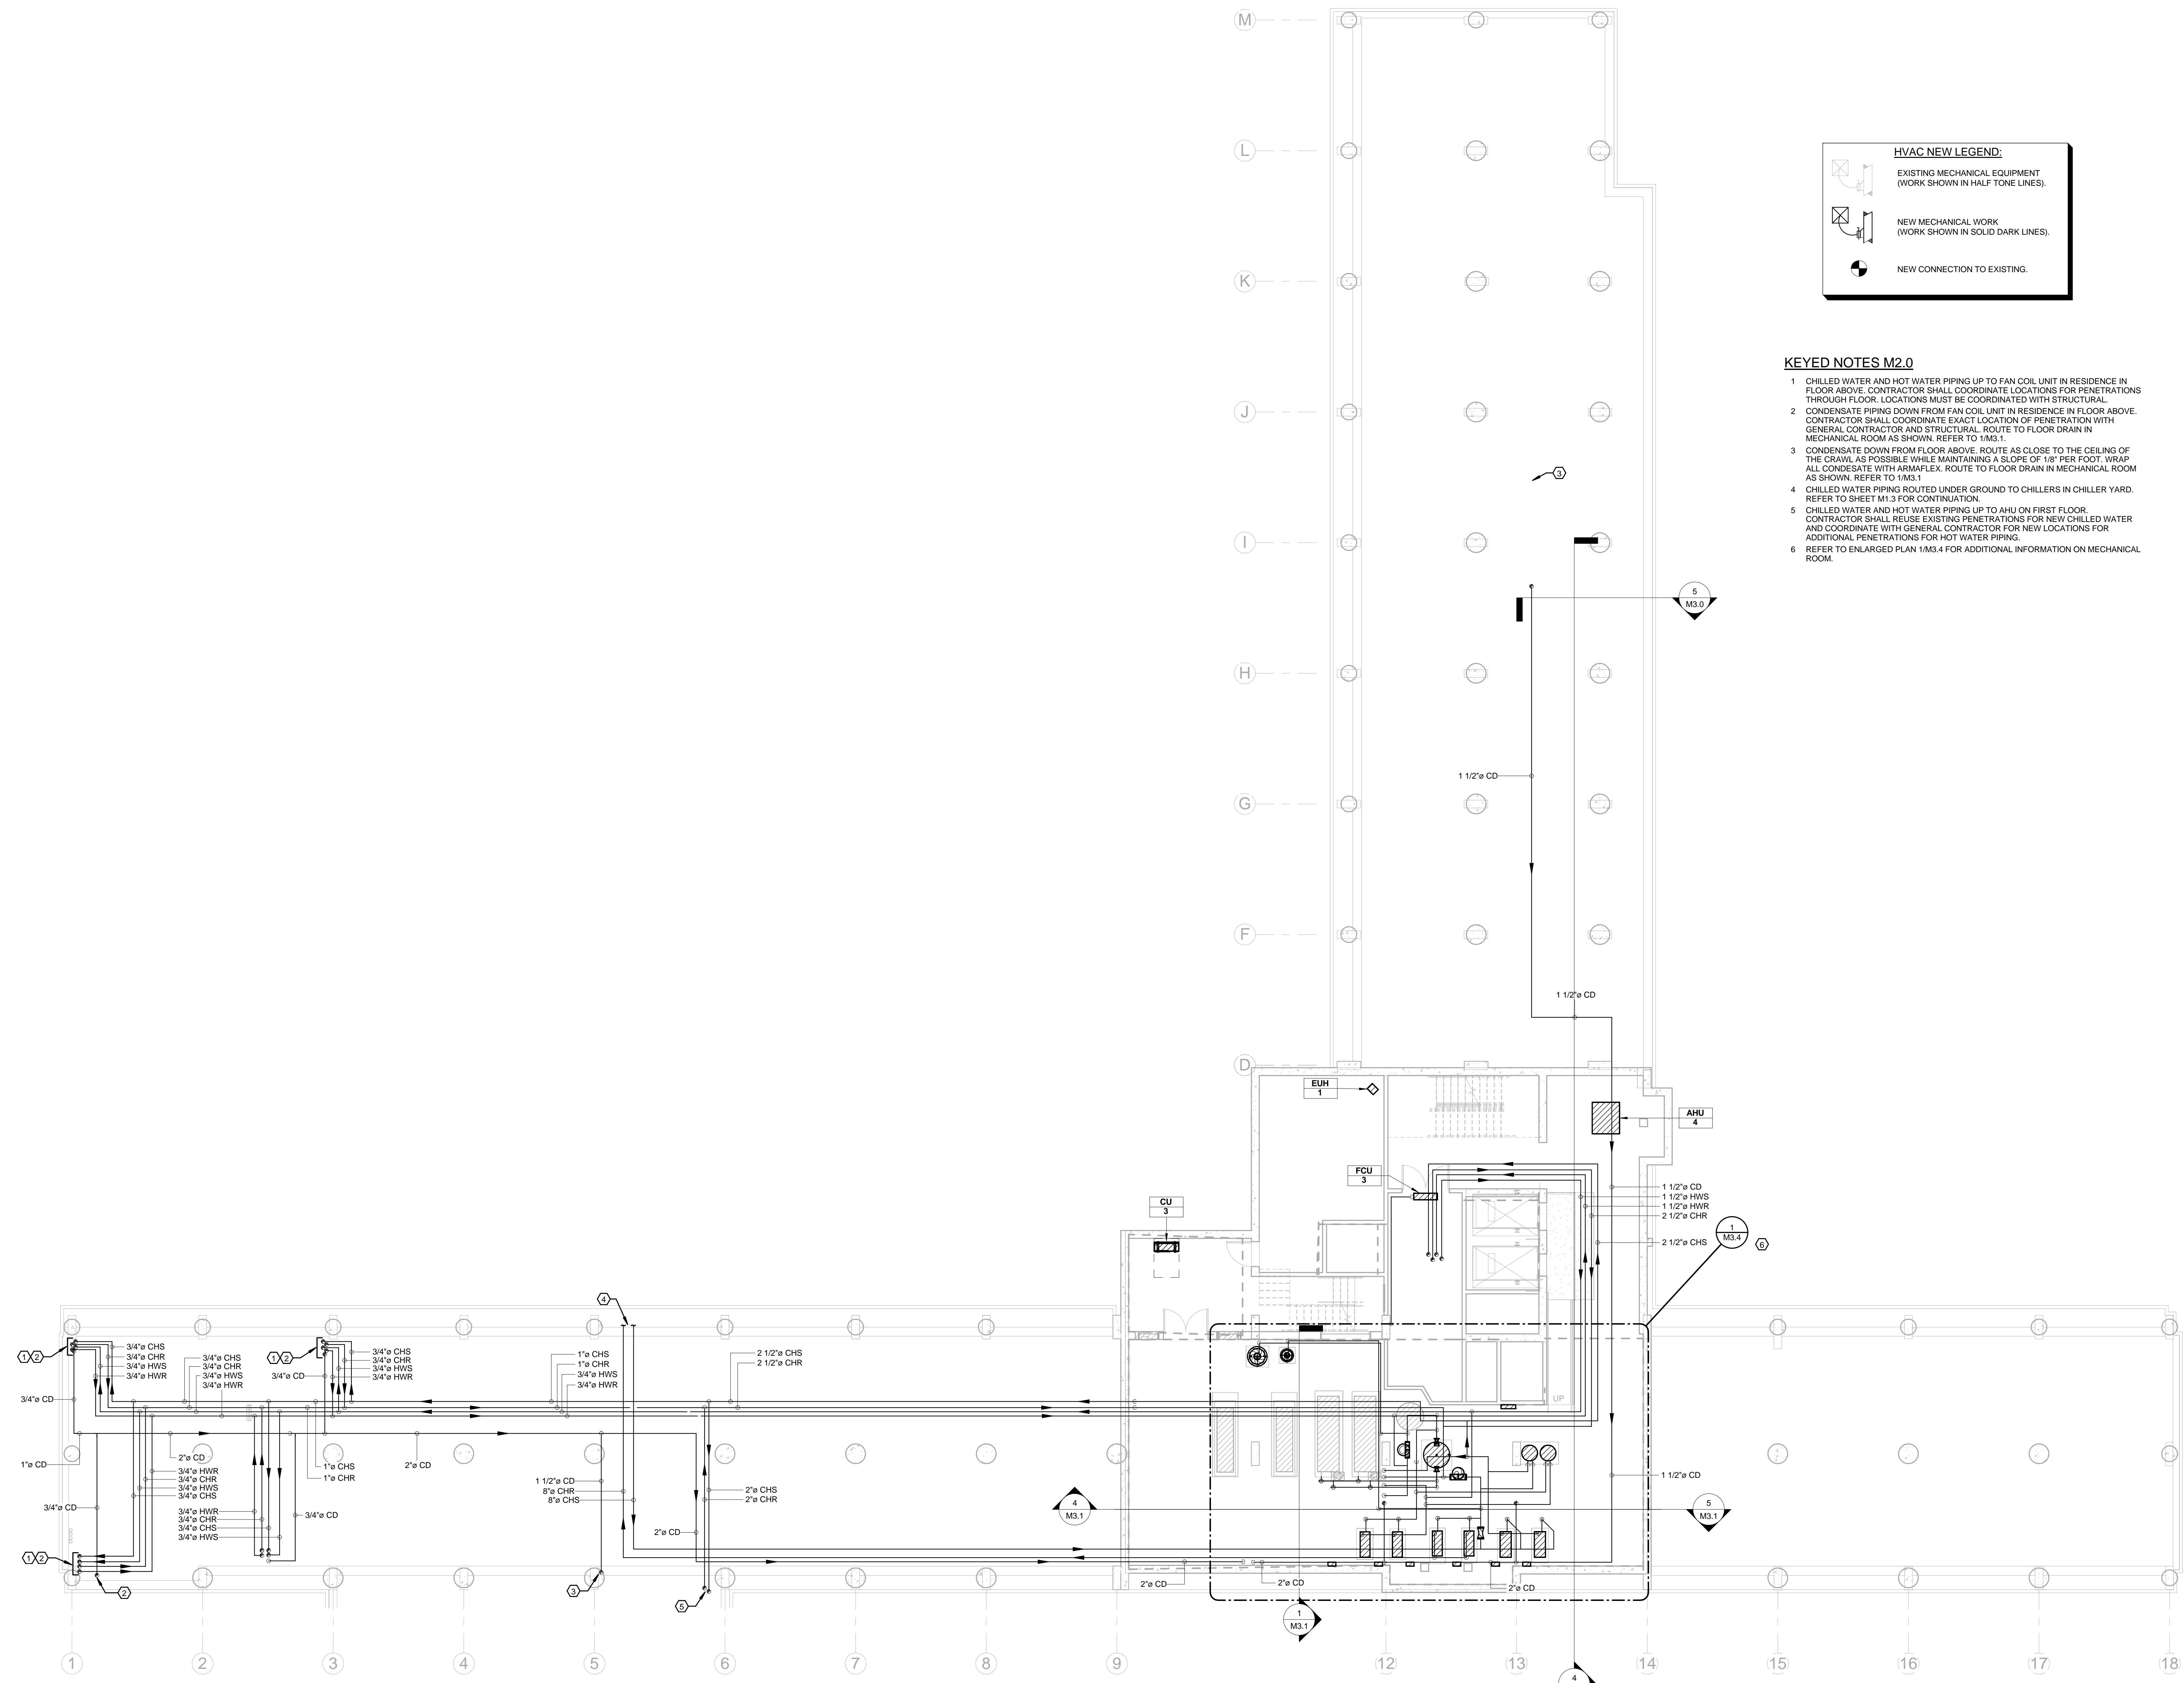 M
L
K
J
I
H
G
F
D
HVAC NEW LEGEND:
EXISTING MECHANICAL EQUIPMENT
(WORK SHOWN IN HALF TONE LINES).
NEW MECHANICAL WORK
(WORK SHOWN IN SOLID DARK LINES).
NEW CONNECTION TO EXISTING.
KEYED NOTES M2.0
1 CHILLED WATER AND HOT WATER PIPING UP TO FAN COIL UNIT IN RESIDENCE IN
FLOOR ABOVE. CONTRACTOR SHALL COORDINATE LOCATIONS FOR PENETRATIONS
THROUGH FLOOR. LOCATIONS MUST BE COORDINATED WITH STRUCTURAL.
2 CONDENSATE PIPING DOWN FROM FAN COIL UNIT IN RESIDENCE IN FLOOR ABOVE.
CONTRACTOR SHALL COORDINATE EXACT LOCATION OF PENETRATION WITH
GENERAL CONTRACTOR AND STRUCTURAL. ROUTE TO FLOOR DRAIN IN
MECHANICAL ROOM AS SHOWN. REFER TO 1/M3.1.
3 CONDENSATE DOWN FROM FLOOR ABOVE. ROUTE AS CLOSE TO THE CEILING OF
THE CRAWL AS POSSIBLE WHILE MAINTAINING A SLOPE OF 1/8" PER FOOT. WRAP
ALL CONDESATE WITH ARMAFLEX. ROUTE TO FLOOR DRAIN IN MECHANICAL ROOM
AS SHOWN. REFER TO 1/M3.1
4 CHILLED WATER PIPING ROUTED UNDER GROUND TO CHILLERS IN CHILLER YARD.
REFER TO SHEET M1.3 FOR CONTINUATION.
5 CHILLED WATER AND HOT WATER PIPING UP TO AHU ON FIRST FLOOR.
CONTRACTOR SHALL REUSE EXISTING PENETRATIONS FOR NEW CHILLED WATER
AND COORDINATE WITH GENERAL CONTRACTOR FOR NEW LOCATIONS FOR
ADDITIONAL PENETRATIONS FOR HOT WATER PIPING.
6 REFER TO ENLARGED PLAN 1/M3.4 FOR ADDITIONAL INFORMATION ON MECHANICAL
ROOM.
3
5
M3.0
1 1/2"ø CD
1 1/2"ø CD
EUH
1
AHU
4
FCU
3
CU
3
1 1/2"ø CD
1 1/2"ø HWS
1 1/2"ø HWR
2 1/2"ø CHR
2 1/2"ø CHS
1
M3.4
6
4
1 2
3/4"ø CHS
3/4"ø CHR
3/4"ø HWS
3/4"ø HWR
3/4"ø CHS
3/4"ø CHR
3/4"ø HWS
3/4"ø HWR
1 2
3/4"ø CD
3/4"ø CHS
3/4"ø CHR
3/4"ø HWS
3/4"ø HWR
1"ø CHS
1"ø CHR
3/4"ø HWS
3/4"ø HWR
2 1/2"ø CHS
2 1/2"ø CHR
UP
3/4"ø CD
1"ø CD
2"ø CD
3/4"ø HWR
3/4"ø CHR
3/4"ø HWS
3/4"ø CHS
1"ø CHS
1"ø CHR
2"ø CD
3/4"ø CD
3/4"ø HWR
3/4"ø CHR
3/4"ø CHS
3/4"ø HWS
3/4"ø CD
1 1/2"ø CD
8"ø CHR
8"ø CHS
2"ø CHS
2"ø CHR
2"ø CD
1 1/2"ø CD
4
M3.1
5
M3.1
1 2
2
3
5
2"ø CD
2"ø CD
2"ø CD
1
M3.1
1
2
3
4
5
6
7
8
9
12
13
14
15
16
17
18
4